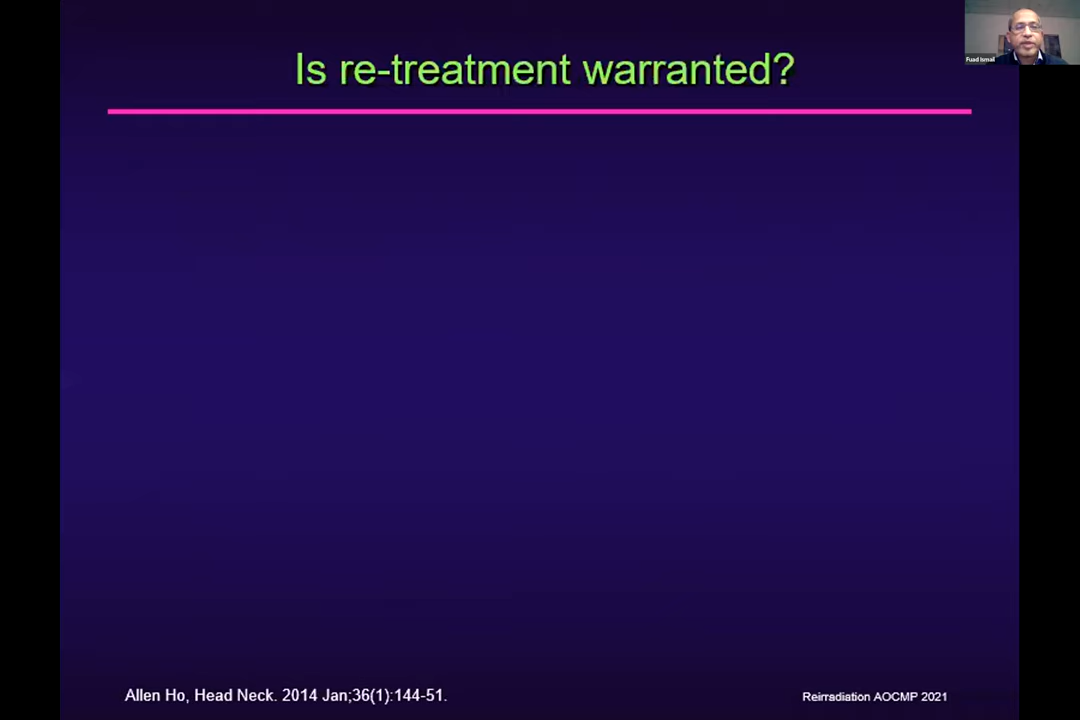 Is re-treatment warranted?
Fuad Ismail
Allen Ho, Head Neck. 2014 Jan;36(1):144-51.
Reirradiation AOCMP 2021